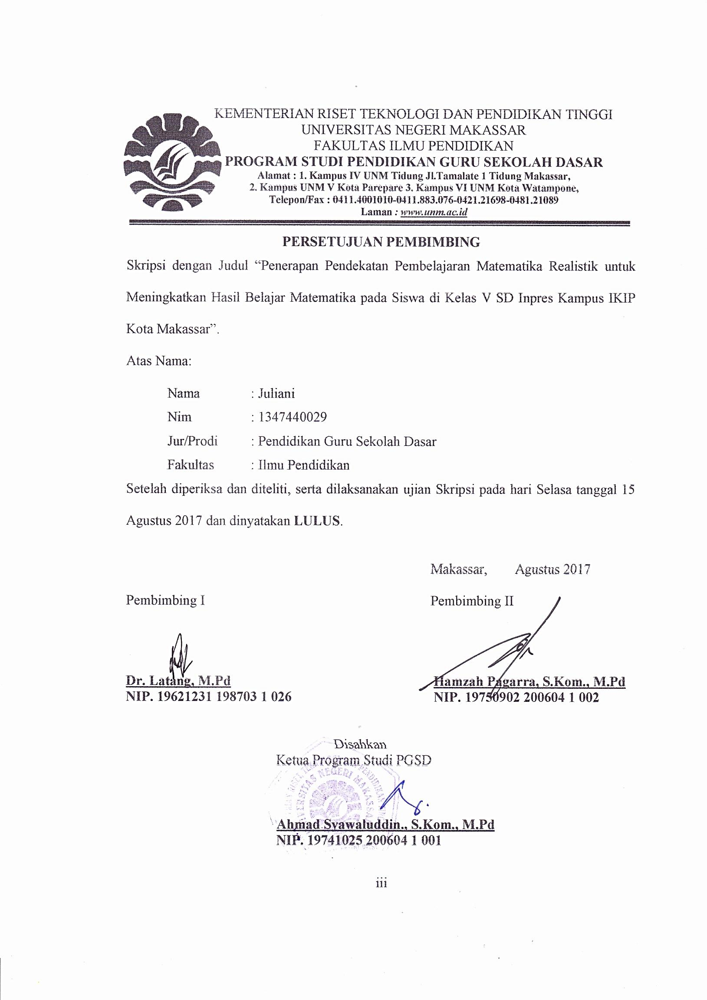 KEMENTERIAN RISET TEKNOLOGI DAN PENDIDIKAN TINGGI
UNIVERSITAS NEGERI MAKASSAR
FAKULTAS ILMU PENDIDIKAN
PROGRAM STUDI PENDIDIKAN GURU SEKOLAH DASAR
Alamat : 1. Kampus IV UNM Tidung Jl.Tamalate 1 Tidung Makassar,
2. Kampus UNM V Kota Parepare 3. Kampus VI UNM Kota Watampone,
Telepon/Fax : 0411.4001010-0411.883.076-0421.21698-0481.21089
Laman : www.unm.ac.id
PERSETUJUAN PEMBIMBING
Skripsi dengan Judul “Penerapan Pendekatan Pembelajaran Matematika Realistik untuk
Meningkatkan Hasil Belajar Matematika pada Siswa di Kelas V SD Inpres Kampus IKIP
Kota Makassar”.
Atas Nama:
Nama : Juliani
Nim : 1347440029
Jur/Prodi : Pendidikan Guru Sekolah Dasar
Fakultas : Ilmu Pendidikan
Setelah diperiksa dan diteliti, serta dilaksanakan ujian Skripsi pada hari Selasa tanggal 15
Agustus 2017 dan dinyatakan LULUS.
Makassar, Agustus 2017
Pembimbing I Pembimbing II
Dr. Latang, M.Pd Hamzah Pagarra, S.Kom., M.Pd
NIP. 19621231 198703 1 026 NIP. 19750902 200604 1 002
Disahkan
Ketua Program Studi PGSD
UNIVERSITAS NEGERI MAKASSAR
Ahmad Syawaluddin., S.Kom., M.Pd
NIP. 19741025 200604 1 001
iii